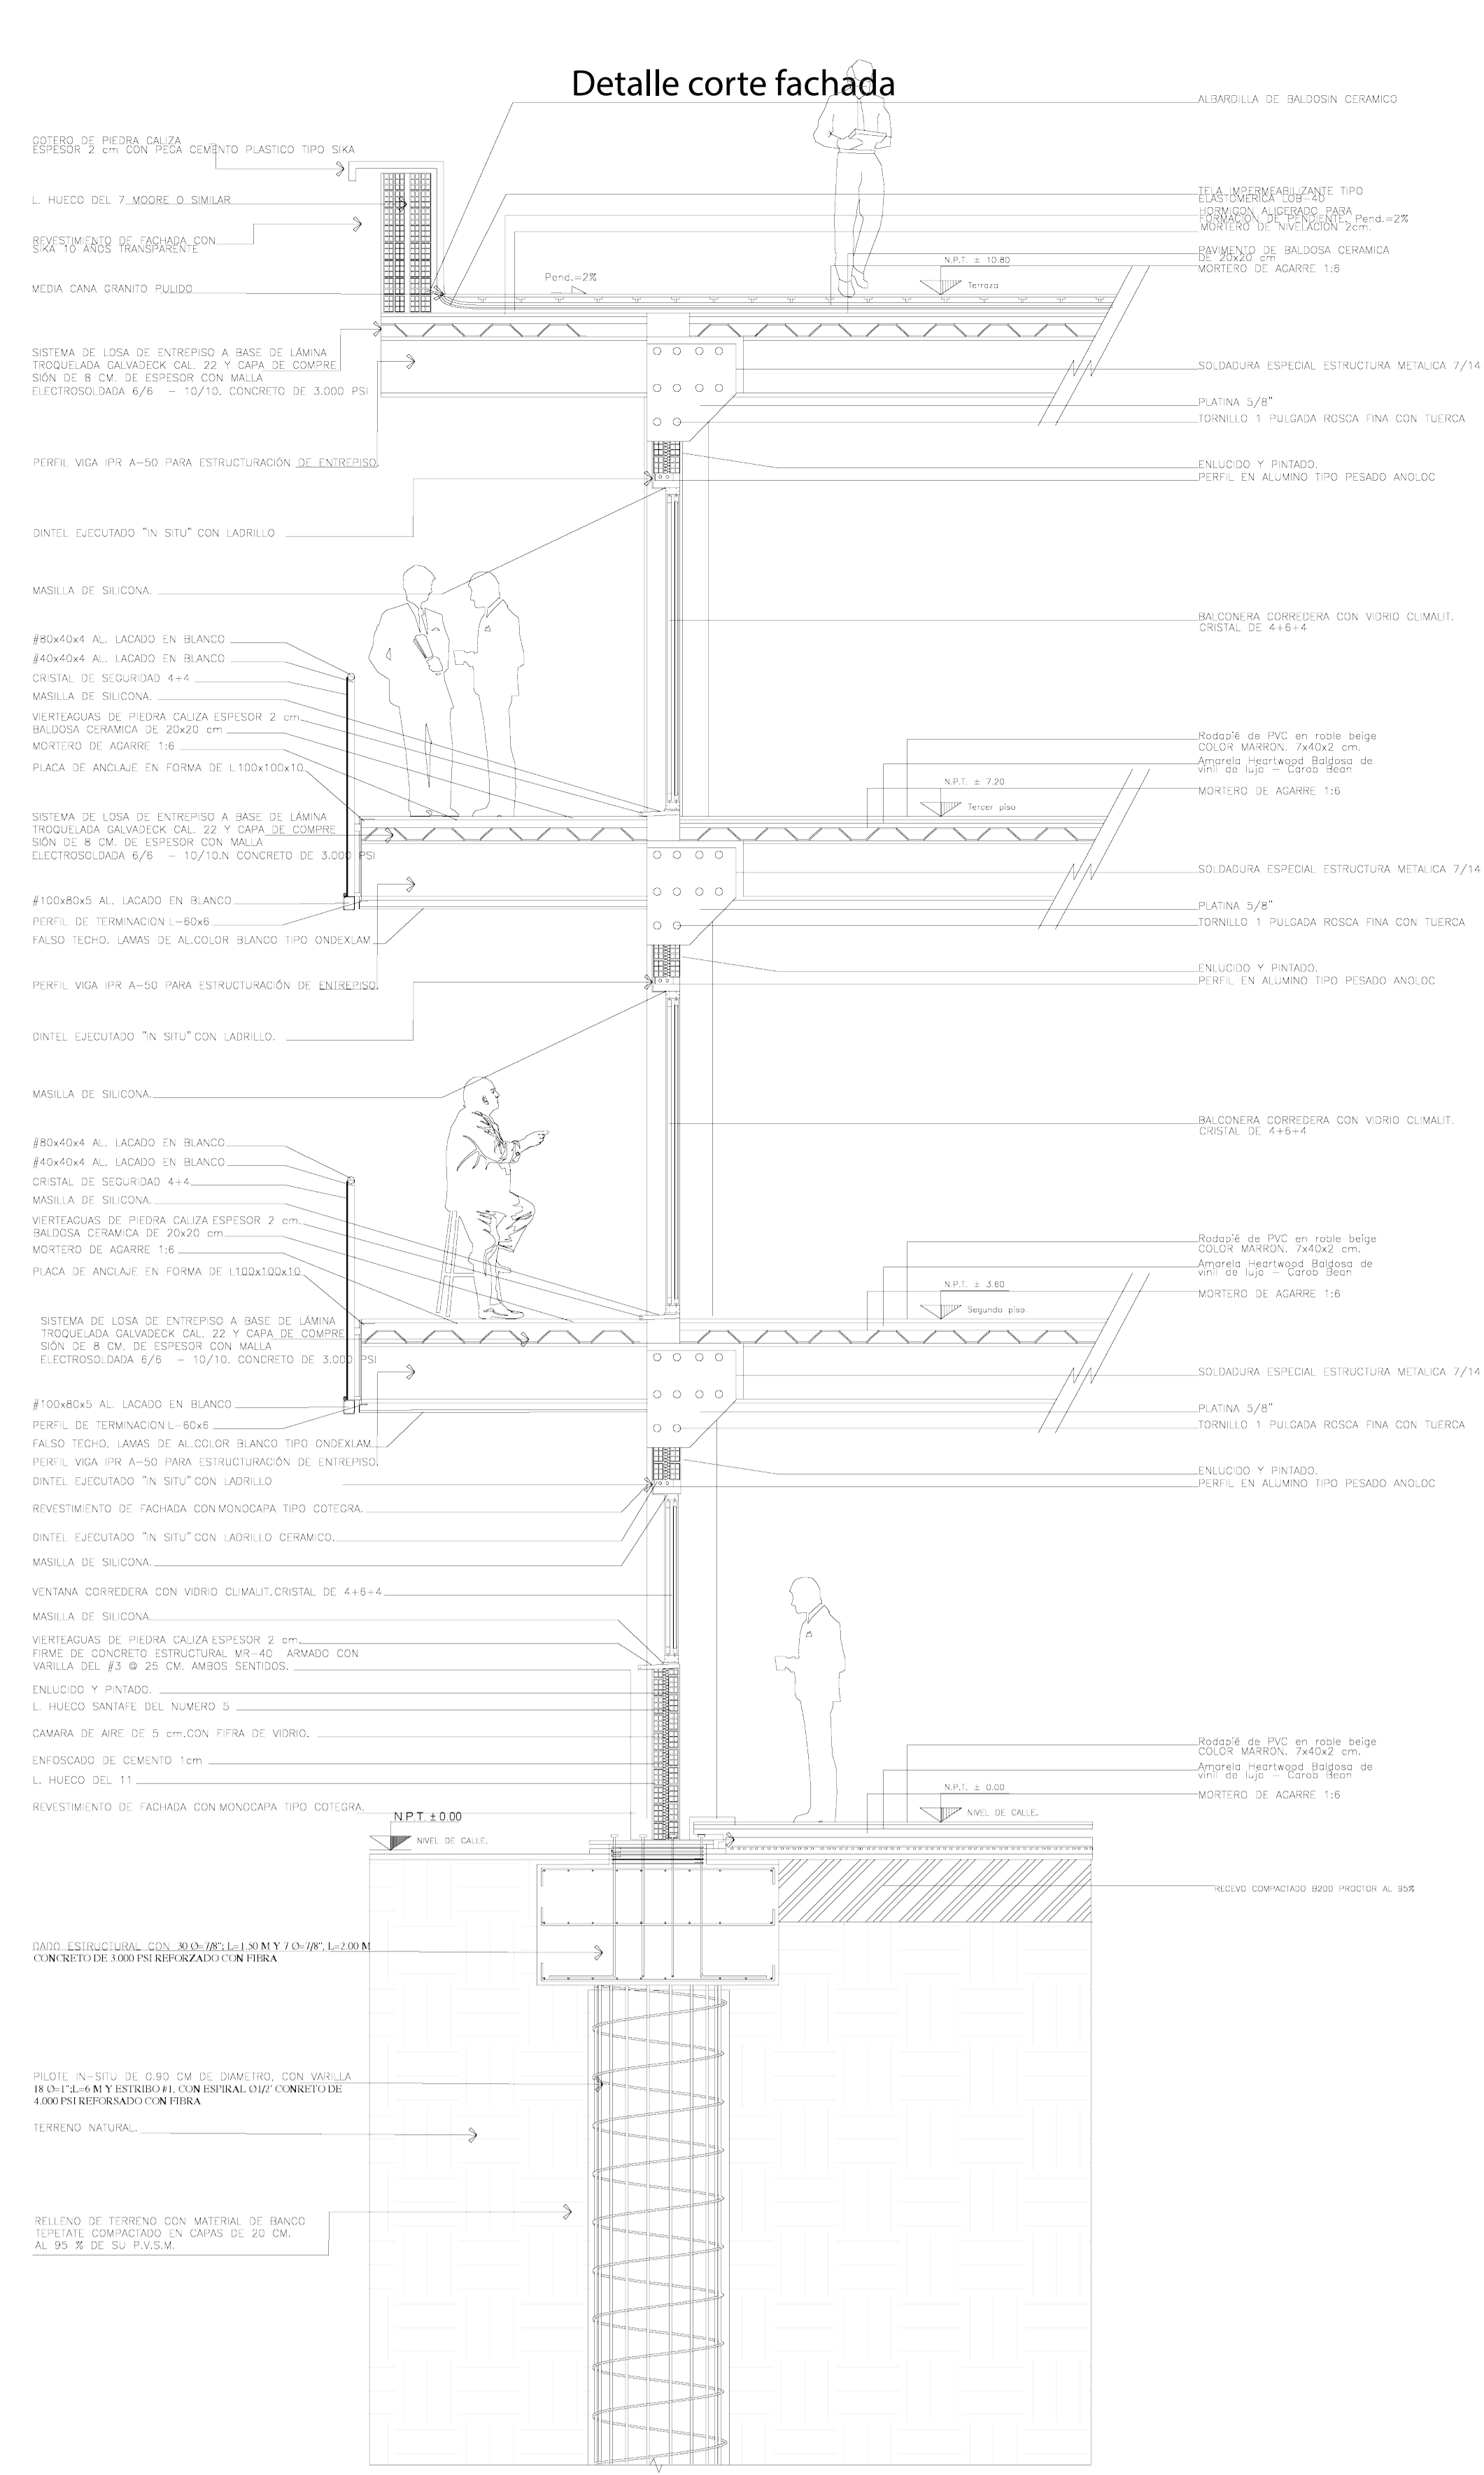 Detalle corte fachada
GOTERO DE PIEDRA CALIZA
ESPESOR 2 cm CON PEGA CEMENTO PLASTICO TIPO SIKA
L. HUECO DEL 7 MOORE O SIMILAR
REVESTIMIENTO DE FACHADA CON
SIKA 10 AÑOS TRANSPARENTE
MEDIA CANA GRANITO PULIDO
SISTEMA DE LOSA DE ENTREPISO A BASE DE LÁMINA
TROQUELADA GALVADECK CAL. 22 Y CAPA DE COMPRE
SIÓN DE 8 CM. DE ESPESOR CON MALLA
ELECTROSOLDADA 6/6 – 10/10. CONCRETO DE 3.000 PSI
PERFIL VIGA IPR A-50 PARA ESTRUCTURACIÓN DE ENTREPISO.
DINTEL EJECUTADO "IN SITU" CON LADRILLO
MASILLA DE SILICONA.
#80x40x4 AL. LACADO EN BLANCO
#40x40x4 AL. LACADO EN BLANCO
CRISTAL DE SEGURIDAD 4+4
MASILLA DE SILICONA.
VIERTEAGUAS DE PIEDRA CALIZA ESPESOR 2 cm.
BALDOSA CERAMICA DE 20x20 cm
MORTERO DE AGARRE 1:6
PLACA DE ANCLAJE EN FORMA DE L 100x100x10
SISTEMA DE LOSA DE ENTREPISO A BASE DE LÁMINA
TROQUELADA GALVADECK CAL. 22 Y CAPA DE COMPRE
SIÓN DE 8 CM. DE ESPESOR CON MALLA
ELECTROSOLDADA 6/6 – 10/10.N CONCRETO DE 3.000 PSI
#100x80x5 AL. LACADO EN BLANCO
PERFIL DE TERMINACION L-60x6
FALSO TECHO. LAMAS DE AL.COLOR BLANCO TIPO ONDEXLAM
PERFIL VIGA IPR A-50 PARA ESTRUCTURACIÓN DE ENTREPISO.
DINTEL EJECUTADO "IN SITU" CON LADRILLO.
MASILLA DE SILICONA.
#80x40x4 AL. LACADO EN BLANCO
#40x40x4 AL. LACADO EN BLANCO
CRISTAL DE SEGURIDAD 4+4
MASILLA DE SILICONA.
VIERTEAGUAS DE PIEDRA CALIZA ESPESOR 2 cm.
BALDOSA CERAMICA DE 20x20 cm
MORTERO DE AGARRE 1:6
PLACA DE ANCLAJE EN FORMA DE L100x100x10
SISTEMA DE LOSA DE ENTREPISO A BASE DE LÁMINA
TROQUELADA GALVADECK CAL. 22 Y CAPA DE COMPRE
SIÓN DE 8 CM. DE ESPESOR CON MALLA
ELECTROSOLDADA 6/6 – 10/10. CONCRETO DE 3.000 PSI
#100x80x5 AL. LACADO EN BLANCO
PERFIL DE TERMINACION L-60x6
FALSO TECHO. LAMAS DE AL.COLOR BLANCO TIPO ONDEXLAM
PERFIL VIGA IPR A-50 PARA ESTRUCTURACIÓN DE ENTREPISO.
DINTEL EJECUTADO "IN SITU" CON LADRILLO
REVESTIMIENTO DE FACHADA CON MONOCAPA TIPO COTEGRA.
DINTEL EJECUTADO "IN SITU" CON LADRILLO CERAMICO.
MASILLA DE SILICONA.
VENTANA CORREDERA CON VIDRIO CLIMALIT.CRISTAL DE 4+6+4
MASILLA DE SILICONA
VIERTEAGUAS DE PIEDRA CALIZA ESPESOR 2 cm.
FIRME DE CONCRETO ESTRUCTURAL MR-40 ARMADO CON
VARILLA DEL #3 @ 25 CM. AMBOS SENTIDOS.
ENLUCIDO Y PINTADO.
L. HUECO SANTAFE DEL NUMERO 5
CAMARA DE AIRE DE 5 cm.CON FIFRA DE VIDRIO.
ENFOSCADO DE CEMENTO 1cm
L. HUECO DEL 11
REVESTIMIENTO DE FACHADA CON MONOCAPA TIPO COTEGRA.
N.P.T. ± 0.00
NIVEL DE CALLE.
DADO ESTRUCTURAL CON 30 Ø=7/8"; L=1.50 M Y 7 Ø=7/8", L=2.00 M
CONCRETO DE 3.000 PSI REFORZADO CON FIBRA
PILOTE IN-SITU DE 0.90 CM DE DIAMETRO, CON VARILLA
18 Ø=1";L=6 M Y ESTRIBO #1, CON ESPIRAL Ø1/2' CONRETO DE
4.000 PSI REFORSADO CON FIBRA
TERRENO NATURAL.
RELLENO DE TERRENO CON MATERIAL DE BANCO
TEPETATE COMPACTADO EN CAPAS DE 20 CM.
AL 95 % DE SU P.V.S.M.
Pend.=2%
N.P.T. ± 10.80
Terraza
ALBARDILLA DE BALDOSIN CERAMICO
TELA IMPERMEABILIZANTE TIPO
ELASTOMERICA LOB-40
HORMIGON ALIGERADO PARA
FORMACION DE PENDIENTE. Pend.=2%
MORTERO DE NIVELACION 2cm.
PAVIMENTO DE BALDOSA CERAMICA
DE 20x20 cm
MORTERO DE AGARRE 1:6
SOLDADURA ESPECIAL ESTRUCTURA METALICA 7/14
PLATINA 5/8"
TORNILLO 1 PULGADA ROSCA FINA CON TUERCA
ENLUCIDO Y PINTADO.
PERFIL EN ALUMINO TIPO PESADO ANOLOC
BALCONERA CORREDERA CON VIDRIO CLIMALIT.
CRISTAL DE 4+6+4
Rodapié de PVC en roble beige
COLOR MARRON. 7x40x2 cm.
Amarela Heartwood Baldosa de
vinil de lujo – Carob Bean
N.P.T. ± 7.20
MORTERO DE AGARRE 1:6
Tercer piso
SOLDADURA ESPECIAL ESTRUCTURA METALICA 7/14
PLATINA 5/8"
TORNILLO 1 PULGADA ROSCA FINA CON TUERCA
ENLUCIDO Y PINTADO.
PERFIL EN ALUMINO TIPO PESADO ANOLOC
BALCONERA CORREDERA CON VIDRIO CLIMALIT.
CRISTAL DE 4+6+4
Rodapié de PVC en roble beige
COLOR MARRON. 7x40x2 cm.
Amarela Heartwood Baldosa de
vinil de lujo – Carob Bean
N.P.T. ± 3.60
MORTERO DE AGARRE 1:6
Segundo piso.
SOLDADURA ESPECIAL ESTRUCTURA METALICA 7/14
PLATINA 5/8"
TORNILLO 1 PULGADA ROSCA FINA CON TUERCA
ENLUCIDO Y PINTADO.
PERFIL EN ALUMINO TIPO PESADO ANOLOC
Rodapié de PVC en roble beige
COLOR MARRON. 7x40x2 cm.
Amarela Heartwood Baldosa de
vinil de lujo – Carob Bean
N.P.T. ± 0.00
MORTERO DE AGARRE 1:6
NIVEL DE CALLE.
RECEVO COMPACTADO B200 PROCTOR AL 95%